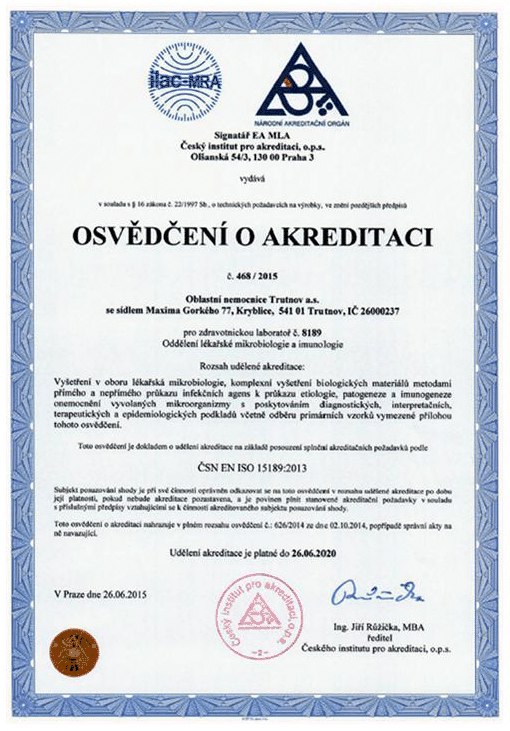 ilac-MRA
NÁRODNÍ AKREDITAČNÍ ORGÁN
Signatář EA MLA
Český institut pro akreditaci, o.p.s.
Olšanská 54/3, 130 00 Praha 3
vydává
v souladu s § 16 zákona č. 22/1997 Sb., o technických požadavcích na výrobky, ve znění pozdějších předpisů
OSVĚDČENÍ O AKREDITACI
č. 468 / 2015
Oblastní nemocnice Trutnov a.s.
se sídlem Maxima Gorkého 77, Kryblice, 541 01 Trutnov, IČ 26000237
pro zdravotnickou laboratoř č. 8189
Oddělení lékařské mikrobiologie a imunologie
Rozsah udělené akreditace:
Vyšetření v oboru lékařská mikrobiologie, komplexní vyšetření biologických materiálů metodami
přímého a nepřímého průkazu infekčních agens k průkazu etiologie, patogeneze a imunogeneze
onemocnění vyvolaných mikroorganizmy s poskytováním diagnostických, interpretačních,
terapeutických a epidemiologických podkladů včetně odběru primárních vzorků vymezené přílohou
tohoto osvědčení.
Toto osvědčení je dokladem o udělení akreditace na základě posouzení splnění akreditačních požadavků podle
ČSN EN ISO 15189:2013
Subjekt posuzování shody je při své činnosti oprávněn odkazovat se na toto osvědčení v rozsahu udělené akreditace po dobu
její platnosti, pokud nebude akreditace pozastavena, a je povinen plnit stanovené akreditační požadavky v souladu
s příslušnými předpisy vztahujícími se k činnosti akreditovaného subjektu posuzování shody.
Toto osvědčení o akreditaci nahrazuje v plném rozsahu osvědčení č.: 626/2014 ze dne 02.10.2014, popřípadě správní akty na
ně navazující.
Udělení akreditace je platné do 26.06.2020
V Praze dne 26.06.2015
Český institut pro akreditaci, o.p.s.
-2-
Ing. Jiří Růžička, MBA
ředitel
Českého institutu pro akreditaci, o.p.s.